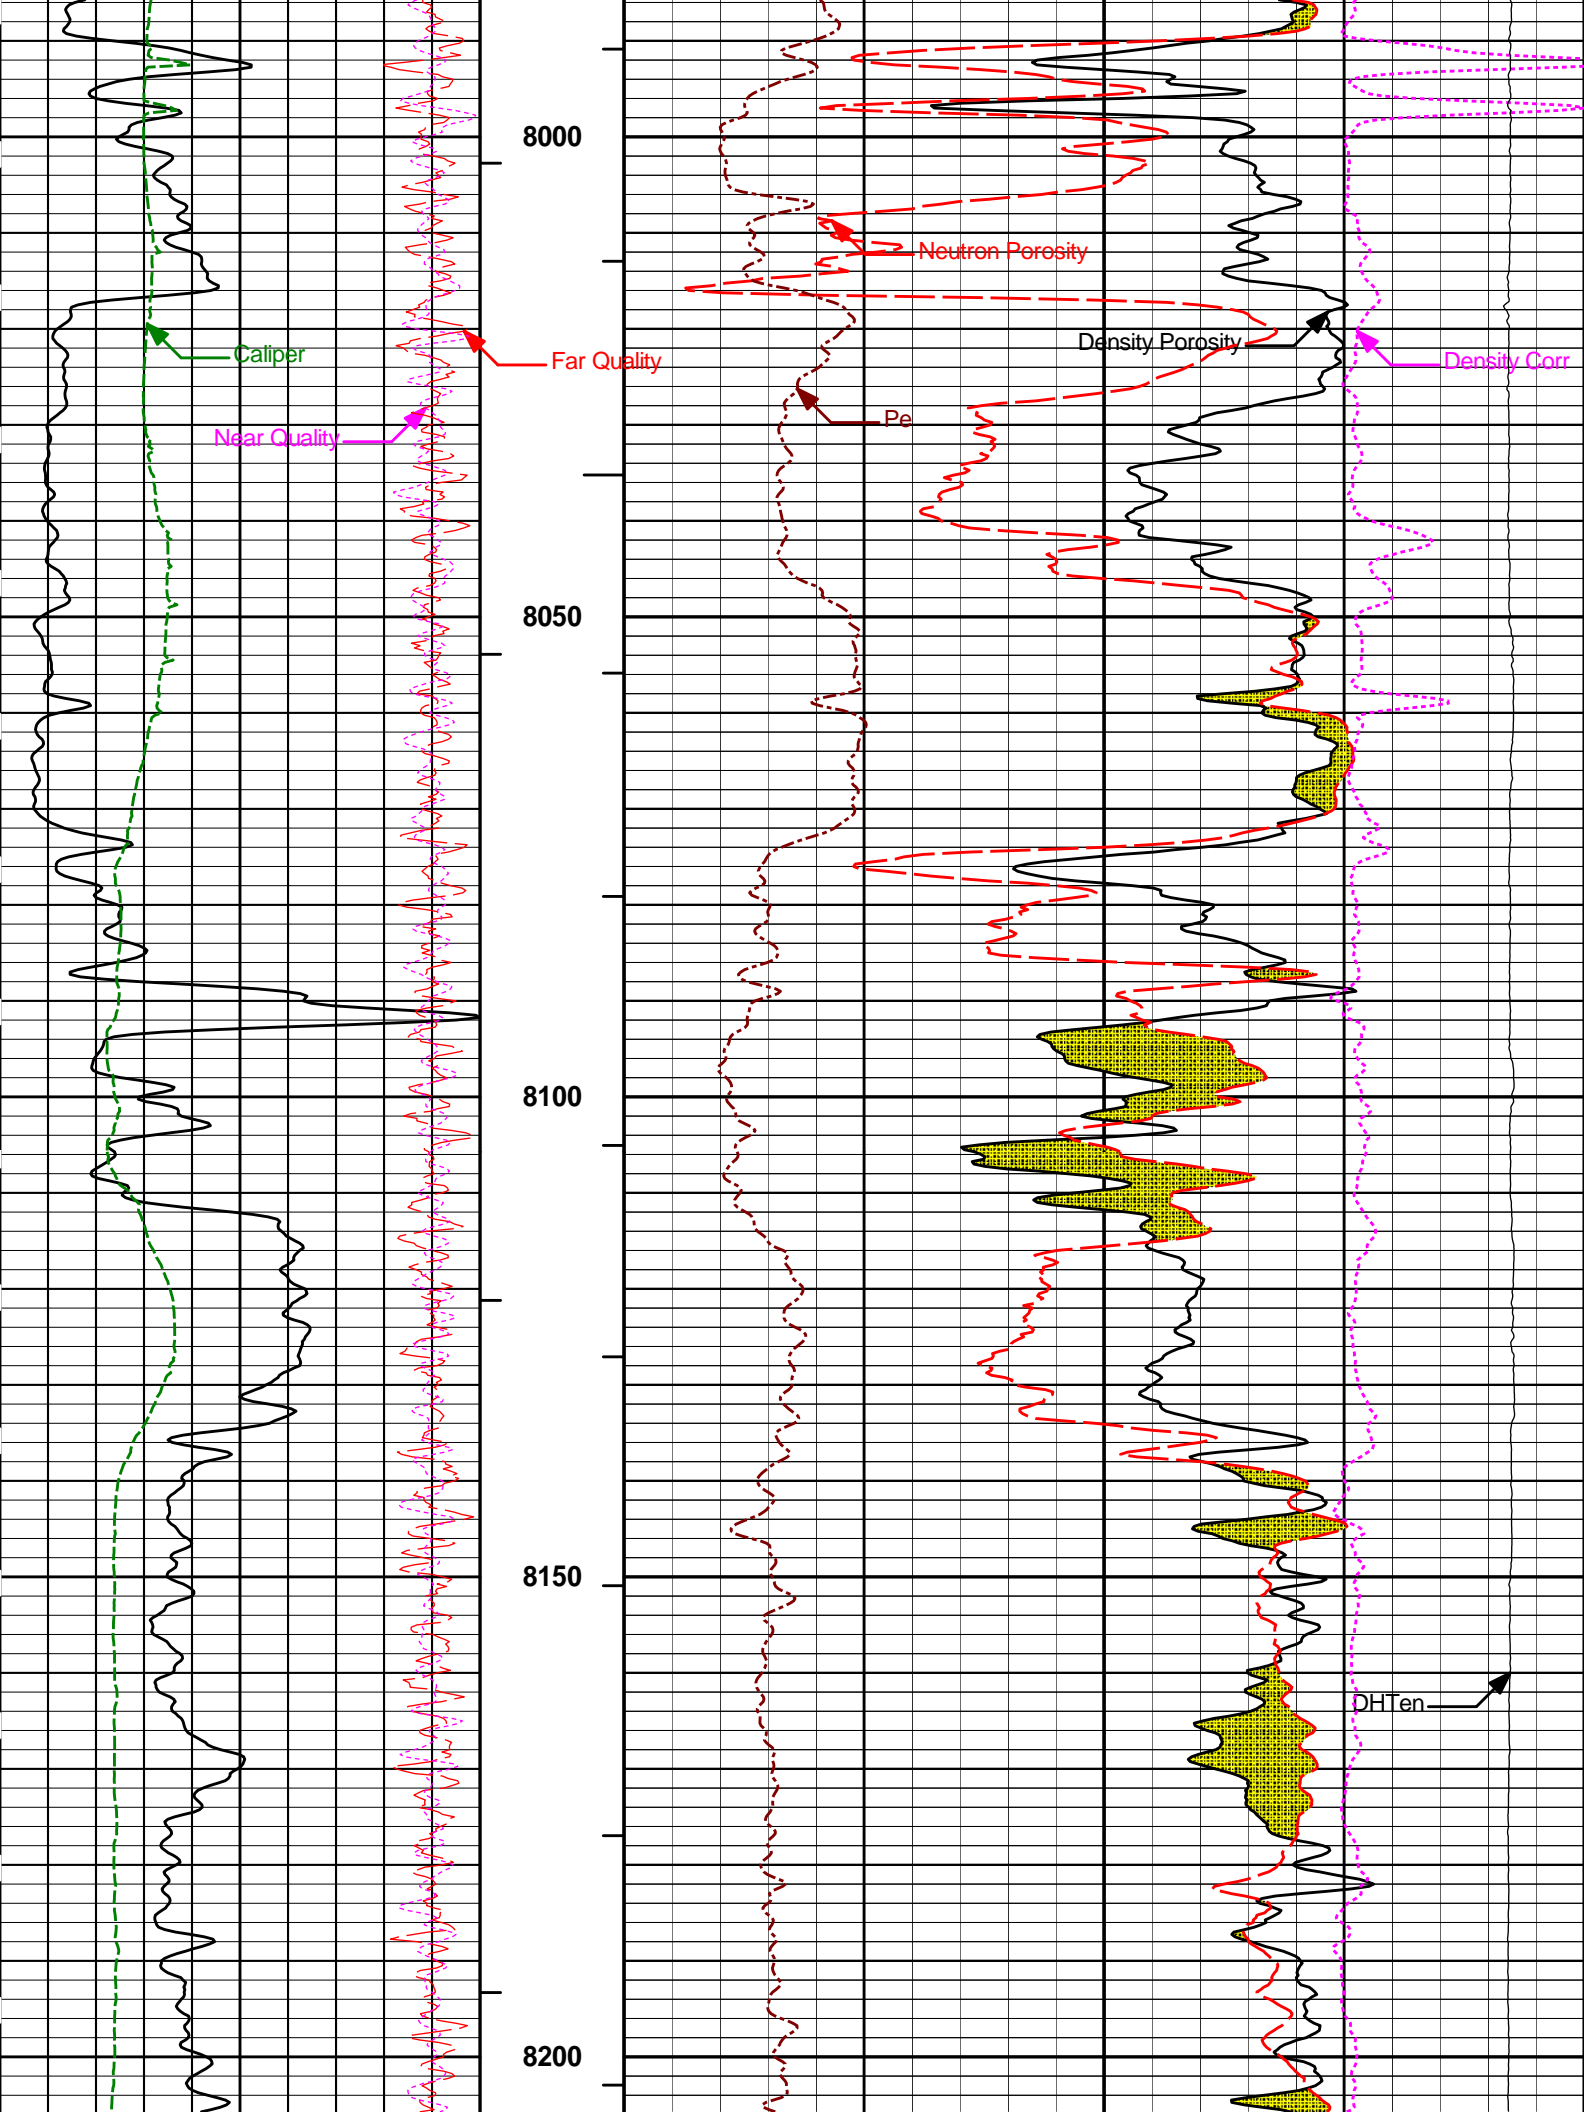 8000
Neutron Porosity
Density Porosity
Caliper
Far Quality
Density Corr
Pe
Near Quality
8050
8100
8150
DHTen
8200